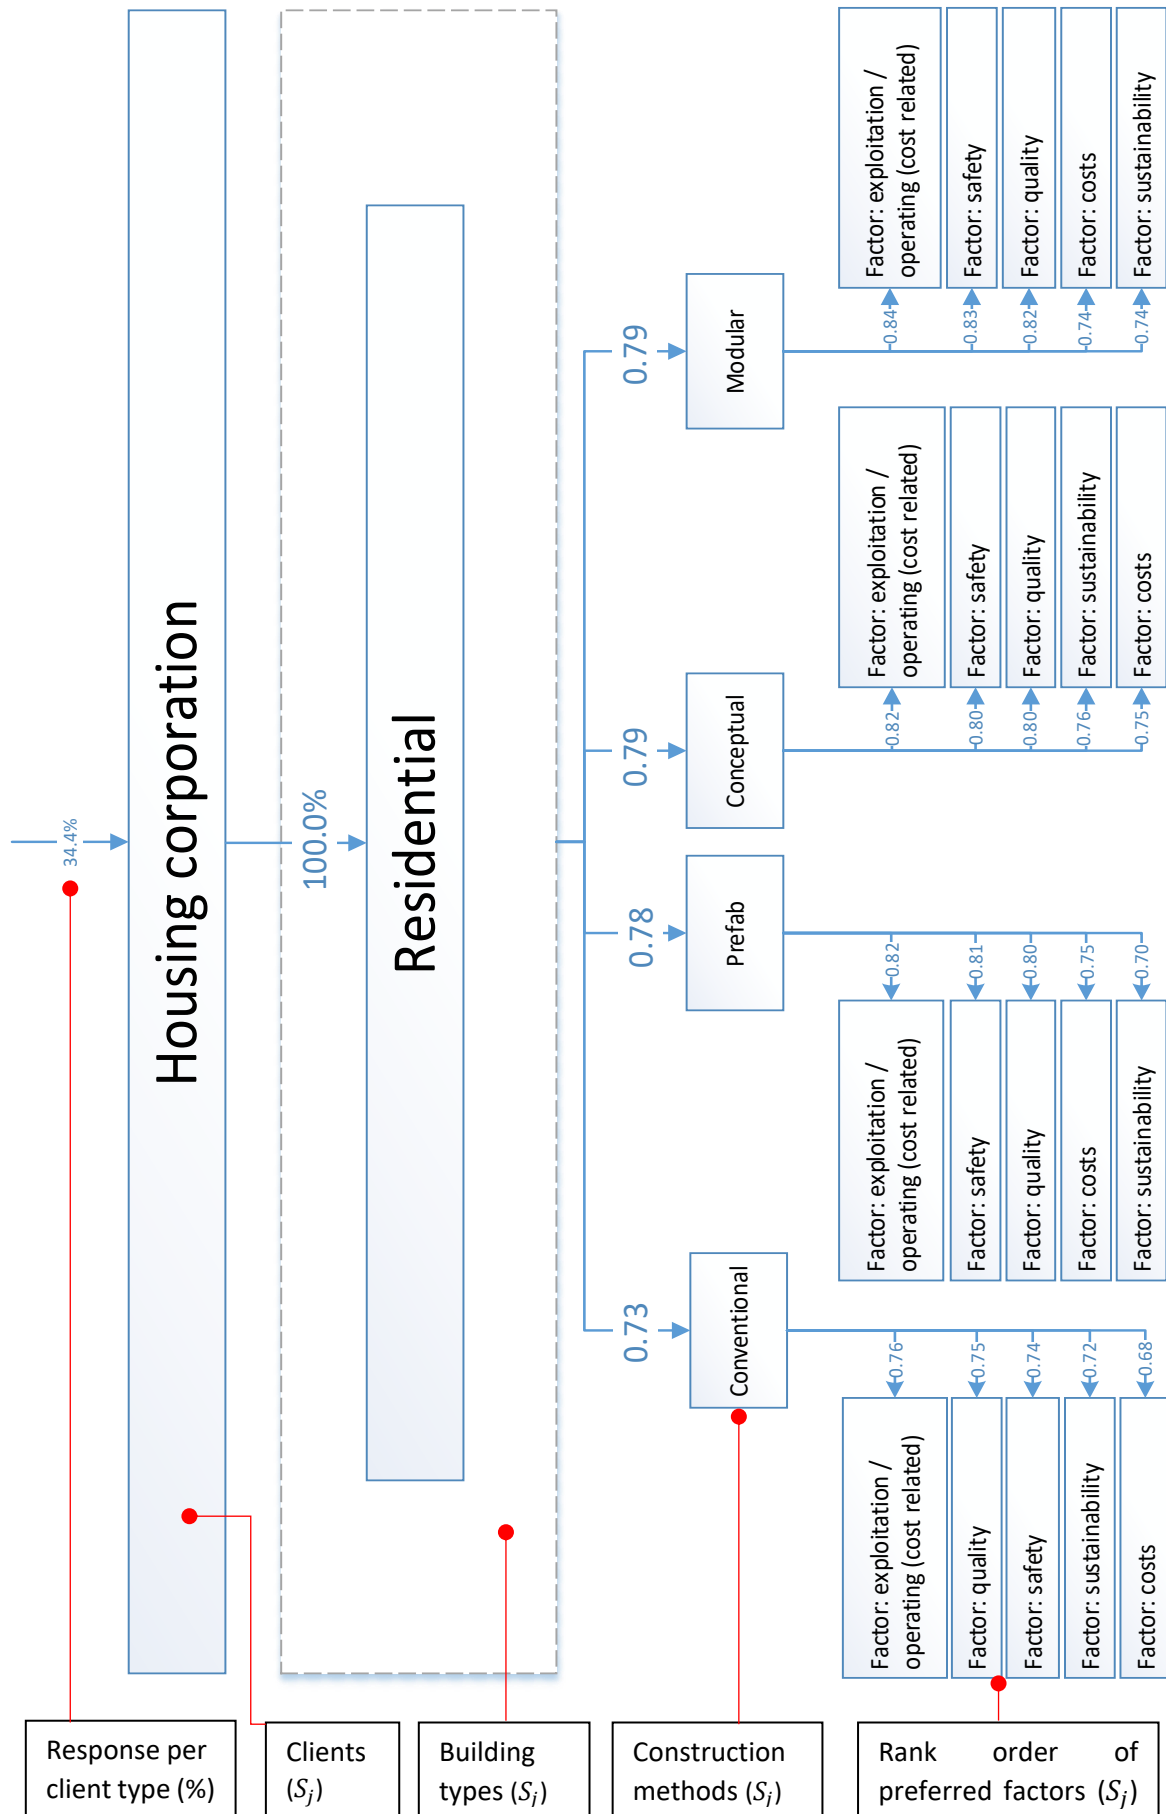 34.4%
Housing corporation
100.0%
Residential
0.73
0.78
0.79
0.79
Conventional
Prefab
Conceptual
Modular
0.76
0.75
0.74
0.72
0.68
Factor: exploitation /
operating (cost related)
Factor: quality
Factor: safety
Factor: sustainability
Factor: costs
0.82
0.81
0.80
0.75
0.70
Factor: exploitation /
operating (cost related)
Factor: safety
Factor: quality
Factor: costs
Factor: sustainability
0.82
0.80
0.80
0.76
0.75
Factor: exploitation /
operating (cost related)
Factor: safety
Factor: quality
Factor: sustainability
Factor: costs
0.84
0.83
0.82
0.74
0.74
Factor: exploitation /
operating (cost related)
Factor: safety
Factor: quality
Factor: costs
Factor: sustainability
Response per
client type (%)
Clients
(Sj)
Building
types (Sj)
Construction
methods (Sj)
Rank order of
preferred factors (Sj)